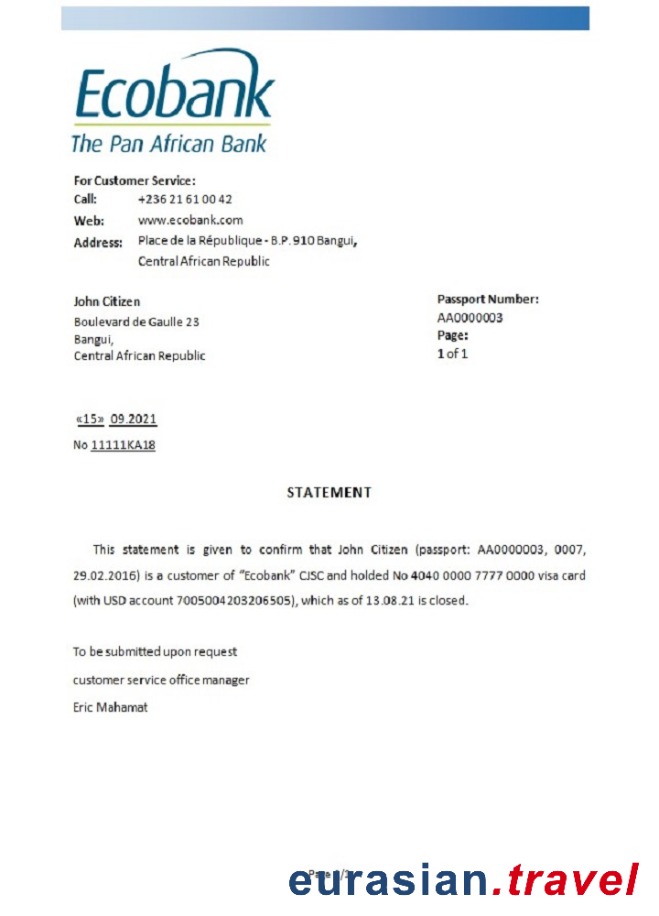 Ecobank
The Pan African Bank
For Customer Service:
Call: +236 21 61 00 42
Web: www.ecobank.com
Address: Place de la République - B.P. 910 Bangui,
Central African Republic
John Citizen
Boulevard de Gaulle 23
Bangui,
Central African Republic
Passport Number:
AA0000003
Page:
1 of 1
«15» 09.2021
No 11111KA18
STATEMENT
This statement is given to confirm that John Citizen (passport: AA0000003, 0007,
29.02.2016) is a customer of “Ecobank” CJSC and holded No 4040 0000 7777 0000 visa card
(with USD account 7005004203206505), which as of 13.08.21 is closed.
To be submitted upon request
customer service office manager
Eric Mahamat
eurasian.travel